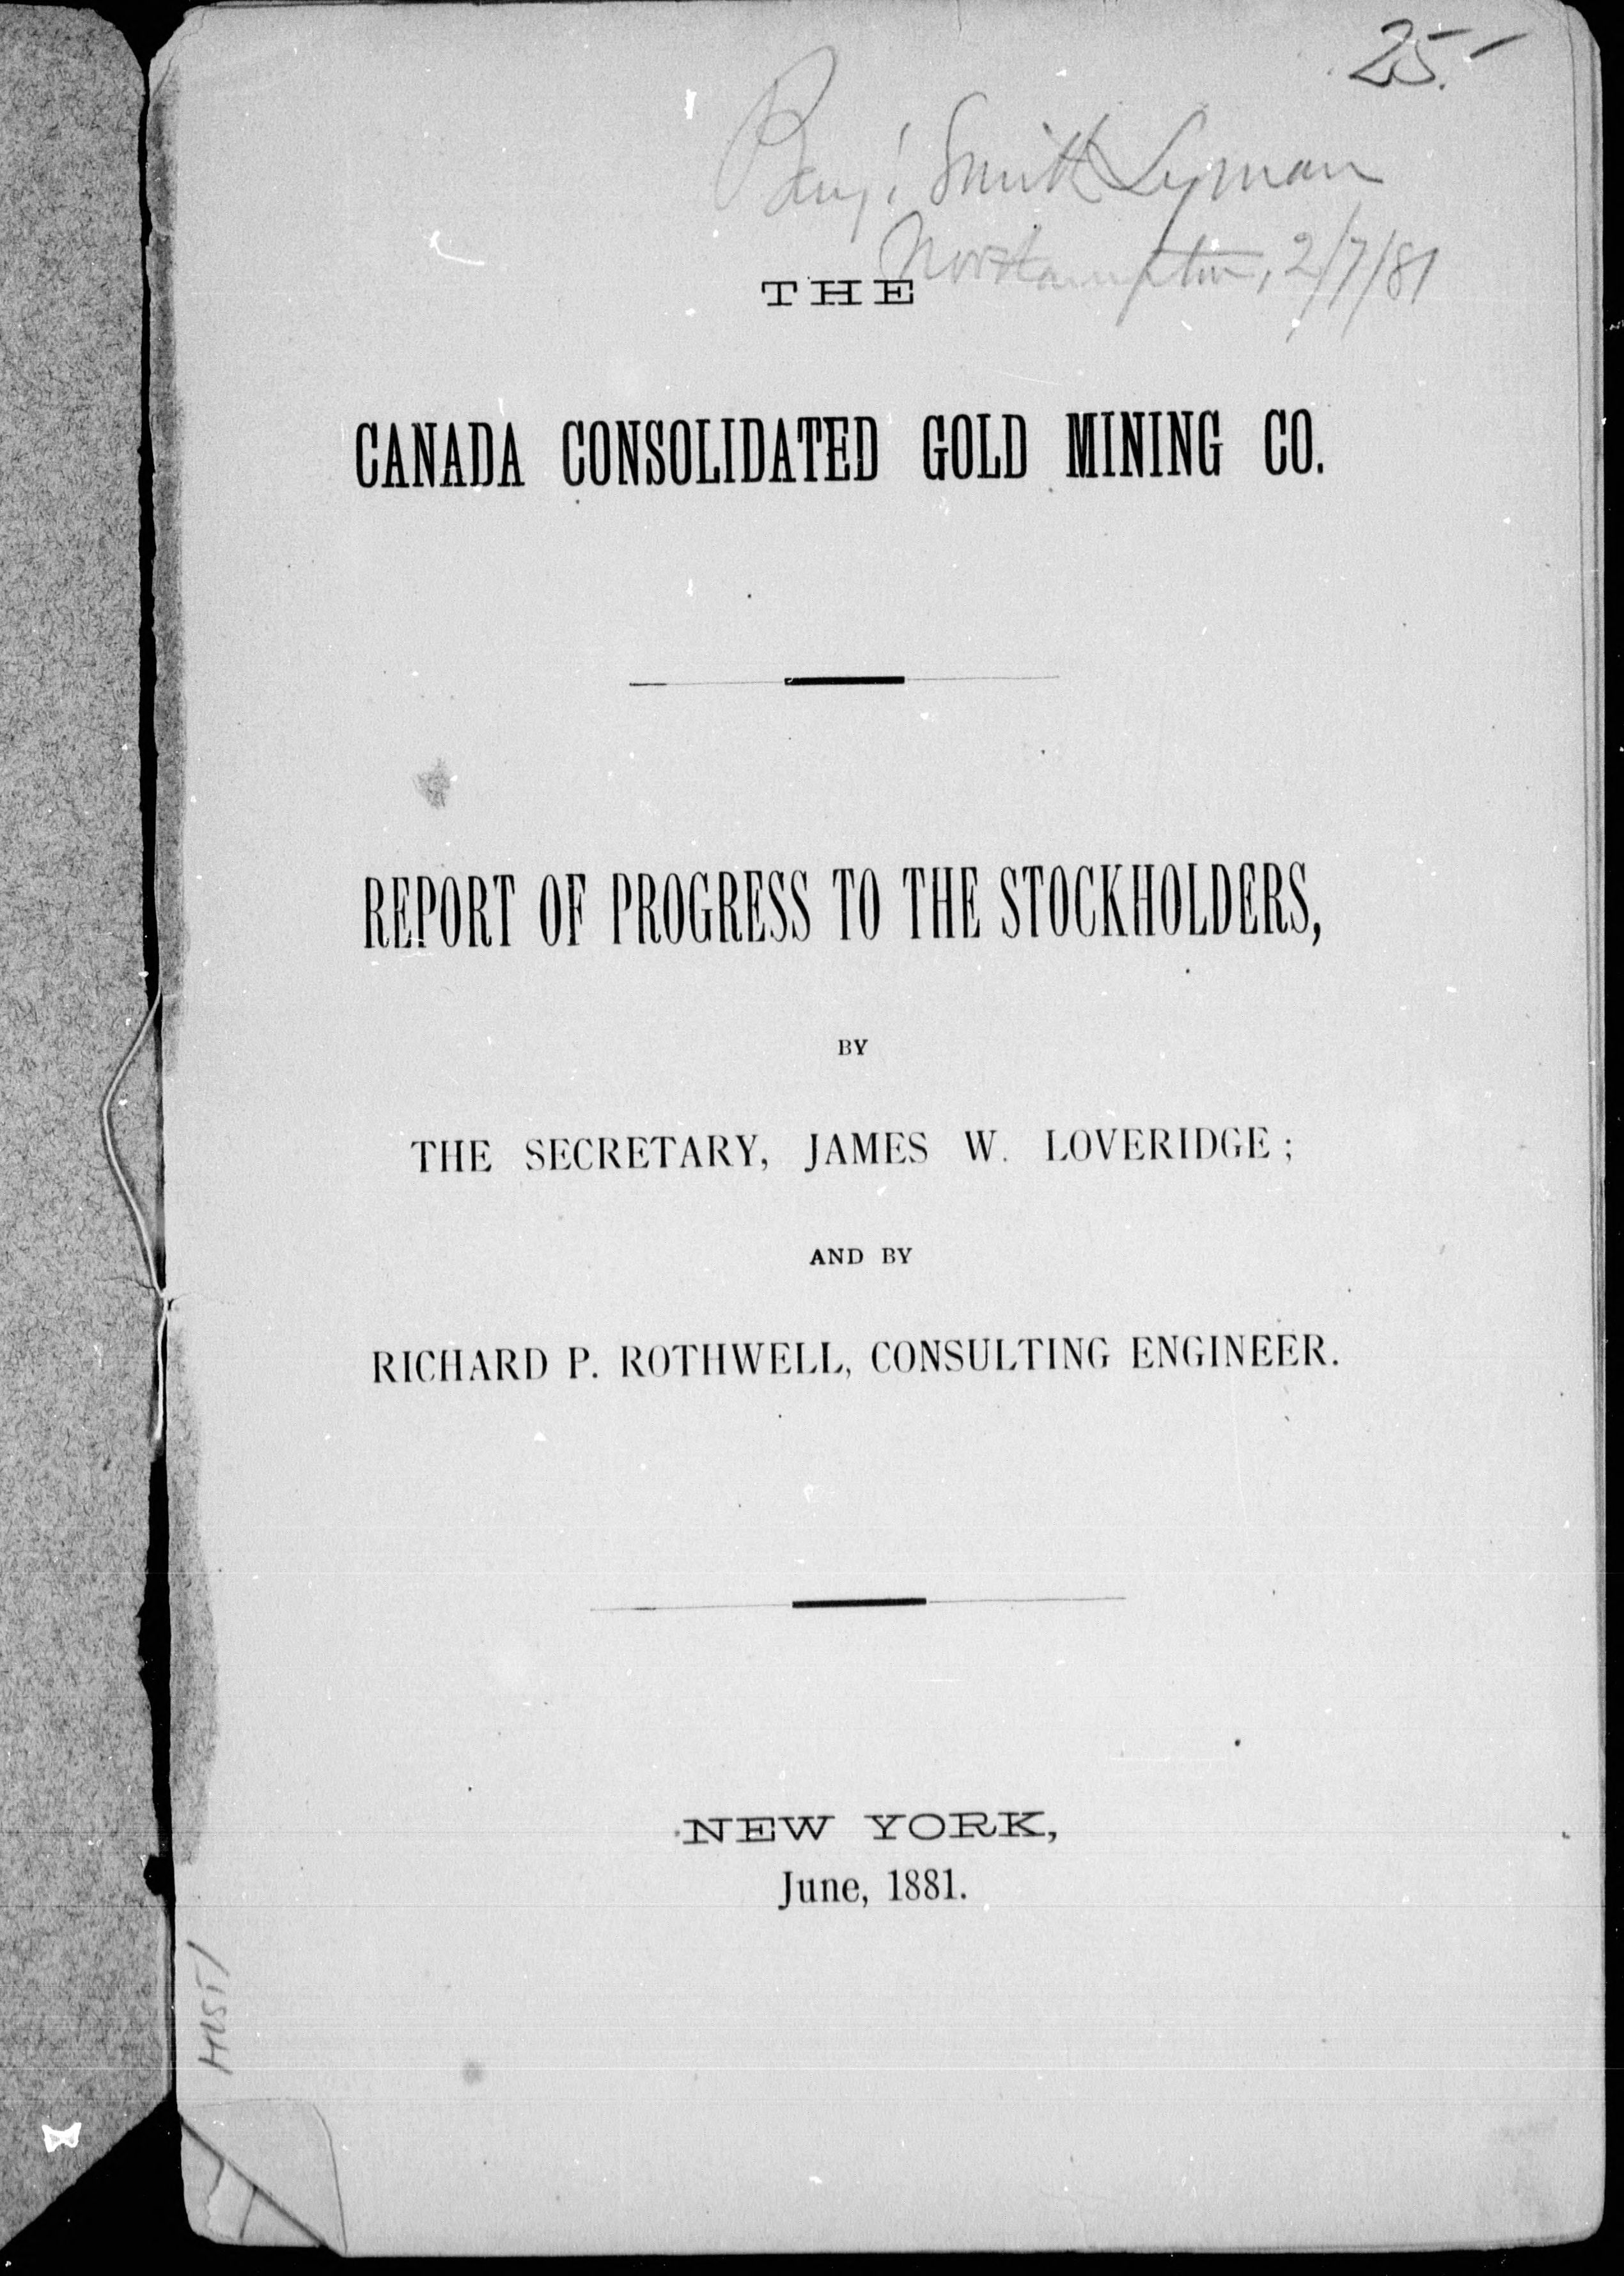 25.-
Benj. Smith Lyman
Northampton, 2/7/81
THE
CANADA CONSOLIDATED GOLD MINING CO.
REPORT OF PROGRESS TO THE STOCKHOLDERS,
BY
THE SECRETARY, JAMES W. LOVERIDGE;
AND BY
RICHARD P. ROTHWELL, CONSULTING ENGINEER.
NEW YORK,
June, 1881.